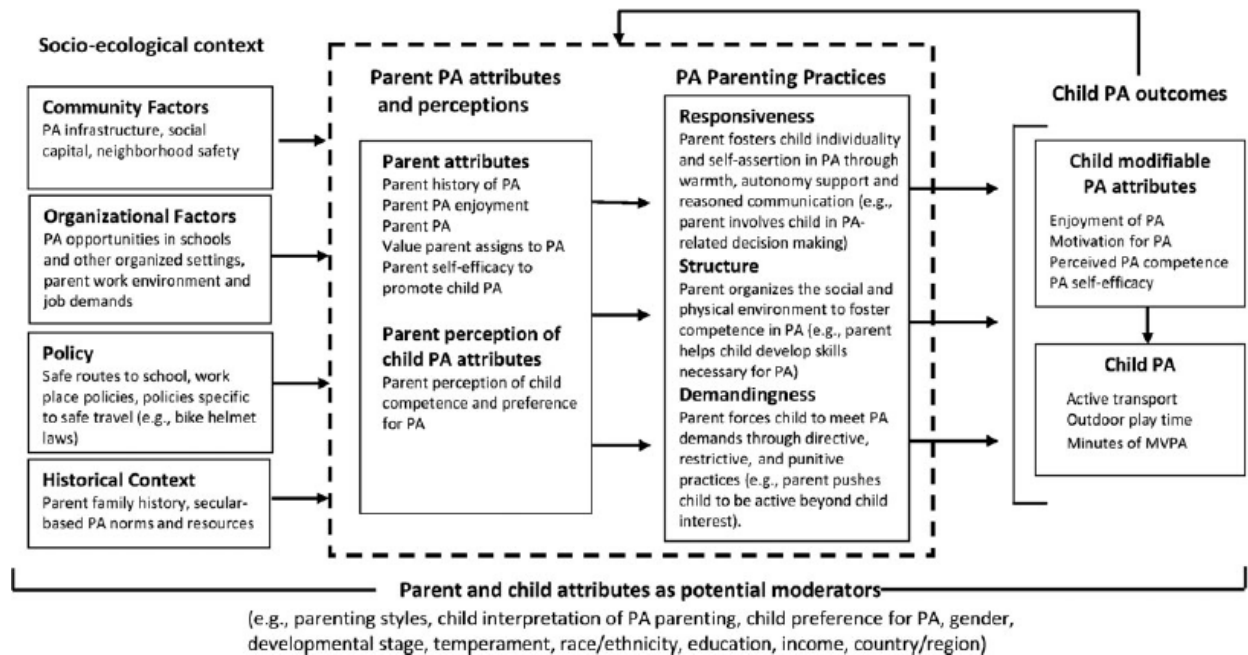 Socio-ecological context
Community Factors
PA infrastructure, social
capital, neighborhood safety
Organizational Factors
PA opportunities in schools
and other organized settings,
parent work environment and
job demands
Policy
Safe routes to school, work
place policies, policies specific
to safe travel (e.g., bike helmet
laws)
Historical Context
Parent family history, secular-
based PA norms and resources
Parent PA attributes
and perceptions
Parent attributes
Parent history of PA
Parent PA enjoyment
Parent PA
Value parent assigns to PA
Parent self-efficacy to
promote child PA
Parent perception of
child PA attributes
Parent perception of child
competence and preference
for PA
PA Parenting Practices
Responsiveness
Parent fosters child individuality
and self-assertion in PA through
warmth, autonomy support and
reasoned communication (e.g.,
parent involves child in PA-
related decision making)
Structure
Parent organizes the social and
physical environment to foster
competence in PA (e.g., parent
helps child develop skills
necessary for PA)
Demandingness
Parent forces child to meet PA
demands through directive,
restrictive, and punitive
practices (e.g., parent pushes
child to be active beyond child
interest).
Child PA outcomes
Child modifiable
PA attributes
Enjoyment of PA
Motivation for PA
Perceived PA competence
PA self-efficacy
Child PA
Active transport
Outdoor play time
Minutes of MVPA
Parent and child attributes as potential moderators
(e.g., parenting styles, child interpretation of PA parenting, child preference for PA, gender,
developmental stage, temperament, race/ethnicity, education, income, country/region)